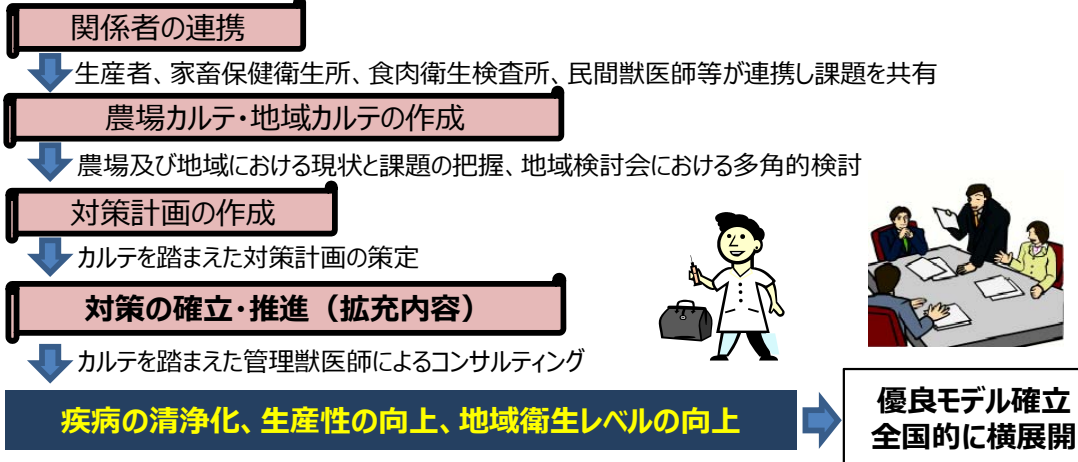 関係者の連携
生産者、家畜保健衛生所、食肉衛生検査所、民間獣医師等が連携し課題を共有
農場カルテ・地域カルテの作成
農場及び地域における現状と課題の把握、地域検討会における多角的検討
対策計画の作成
カルテを踏まえた対策計画の策定
対策の確立・推進（拡充内容）
カルテを踏まえた管理獣医師によるコンサルティング
疾病の清浄化、生産性の向上、地域衛生レベルの向上
優良モデル確立
全国的に横展開